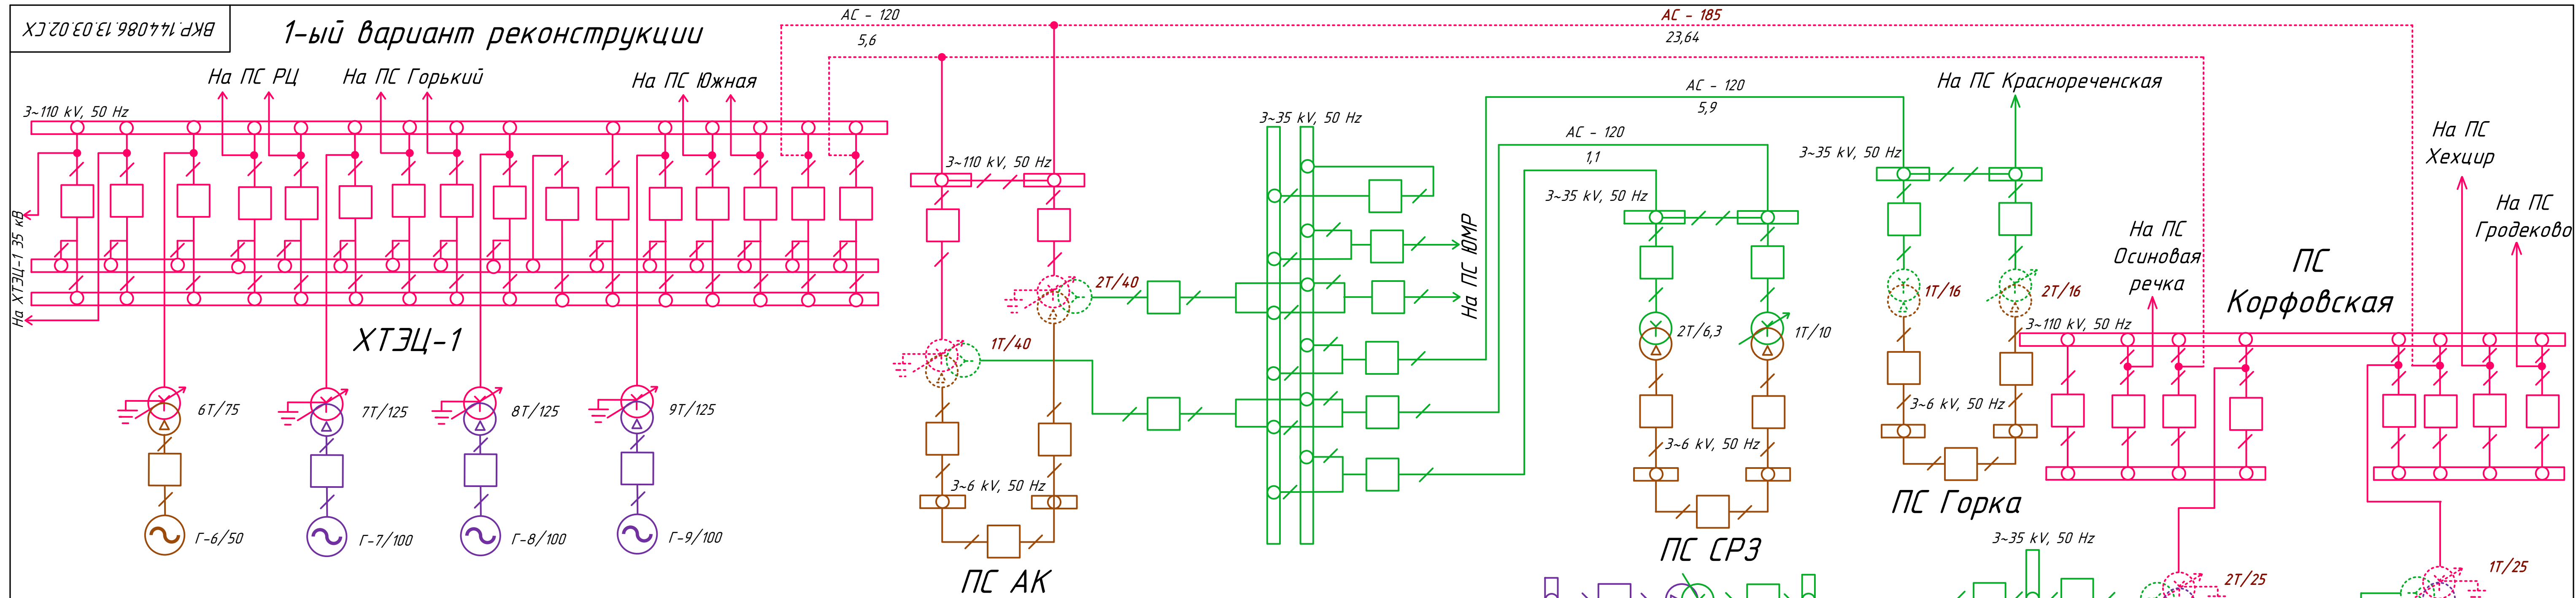 ВКР.144086.13.03.02.СХ
1-ый вариант реконструкции
АС - 120
5,6
АС - 185
23,64
На ПС РЦ
На ПС Горький
На ПС Южная
3~110 kV, 50 Hz
На ХТЭЦ-1 35 кВ
ХТЭЦ-1
6Т/75
7Т/125
8Т/125
9Т/125
Г-6/50
Г-7/100
Г-8/100
Г-9/100
3~110 kV, 50 Hz
2Т/40
1Т/40
3~6 kV, 50 Hz
ПС АК
3~35 kV, 50 Hz
На ПС ЮМР
АС - 120
5,9
АС - 120
1,1
3~35 kV, 50 Hz
2Т/6,3
1Т/10
3~6 kV, 50 Hz
ПС СРЗ
На ПС Краснореченская
3~35 kV, 50 Hz
1Т/16
2Т/16
3~6 kV, 50 Hz
ПС Горка
3~35 kV, 50 Hz
На ПС
Хехцир
На ПС
Гродеково
На ПС
Осиновая
речка
ПС
Корфовская
3~110 kV, 50 Hz
2Т/25
1Т/25